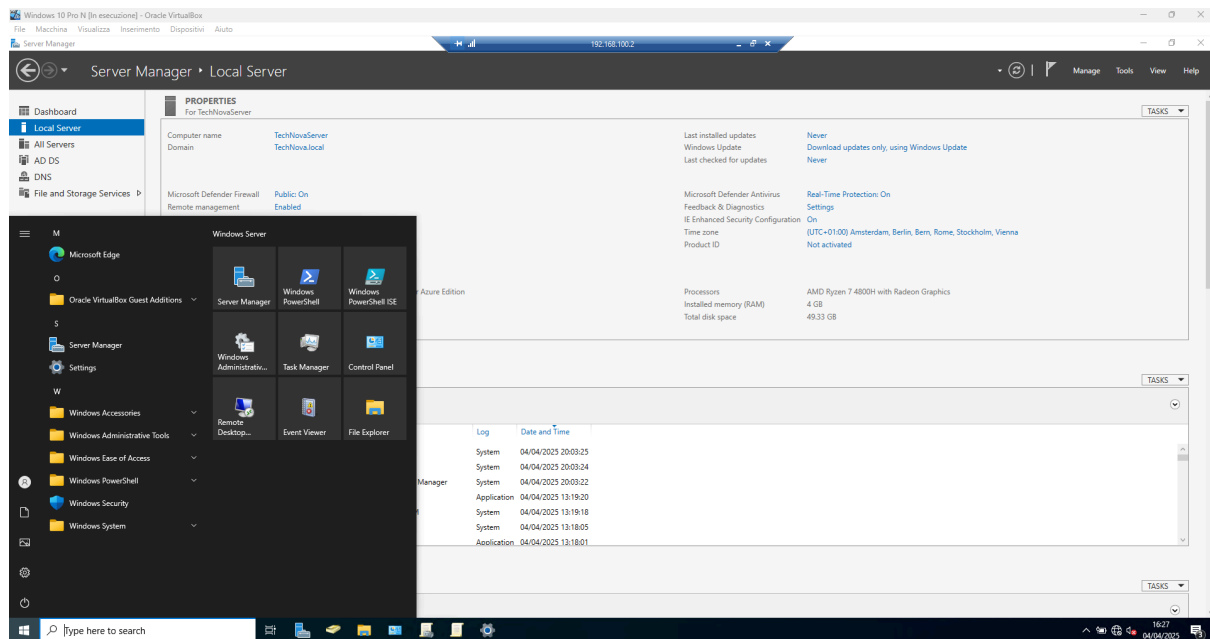 Windows 10 Pro N [In esecuzione] - Oracle VirtualBox
File Macchina Visualizza Inserimento Dispositivi Aiuto
Server Manager
192.168.100.2
Server Manager • Local Server
Manage Tools View Help
Dashboard
Local Server
All Servers
AD DS
DNS
File and Storage Services
PROPERTIES
For TechNovaServer
TASKS
Computer name TechNovaServer
Domain TechNova.local
Last installed updates Never
Windows Update Download updates only, using Windows Update
Last checked for updates Never
Microsoft Defender Firewall Public: On
Remote management Enabled
Microsoft Defender Antivirus Real-Time Protection: On
Feedback & Diagnostics Settings
IE Enhanced Security Configuration On
Time zone (UTC+01:00) Amsterdam, Berlin, Bern, Rome, Stockholm, Vienna
Product ID Not activated
Azure Edition
Processors AMD Ryzen 7 4800H with Radeon Graphics
Installed memory (RAM) 4 GB
Total disk space 49.33 GB
M
Microsoft Edge
O
Oracle VirtualBox Guest Additions
S
Server Manager
Settings
W
Windows Accessories
Windows Administrative Tools
Windows Ease of Access
Windows PowerShell
Windows Security
Windows System
Windows Server
Server Manager
Windows
PowerShell
Windows
PowerShell ISE
Windows
Administrativ...
Task Manager
Control Panel
Remote
Desktop...
Event Viewer
File Explorer
TASKS
Log Date and Time
System 04/04/2025 20:03:25
System 04/04/2025 20:03:24
Manager System 04/04/2025 20:03:22
Application 04/04/2025 13:19:20
System 04/04/2025 13:19:18
System 04/04/2025 13:18:05
Application 04/04/2025 13:18:01
TASKS
Type here to search
16:27
04/04/2025